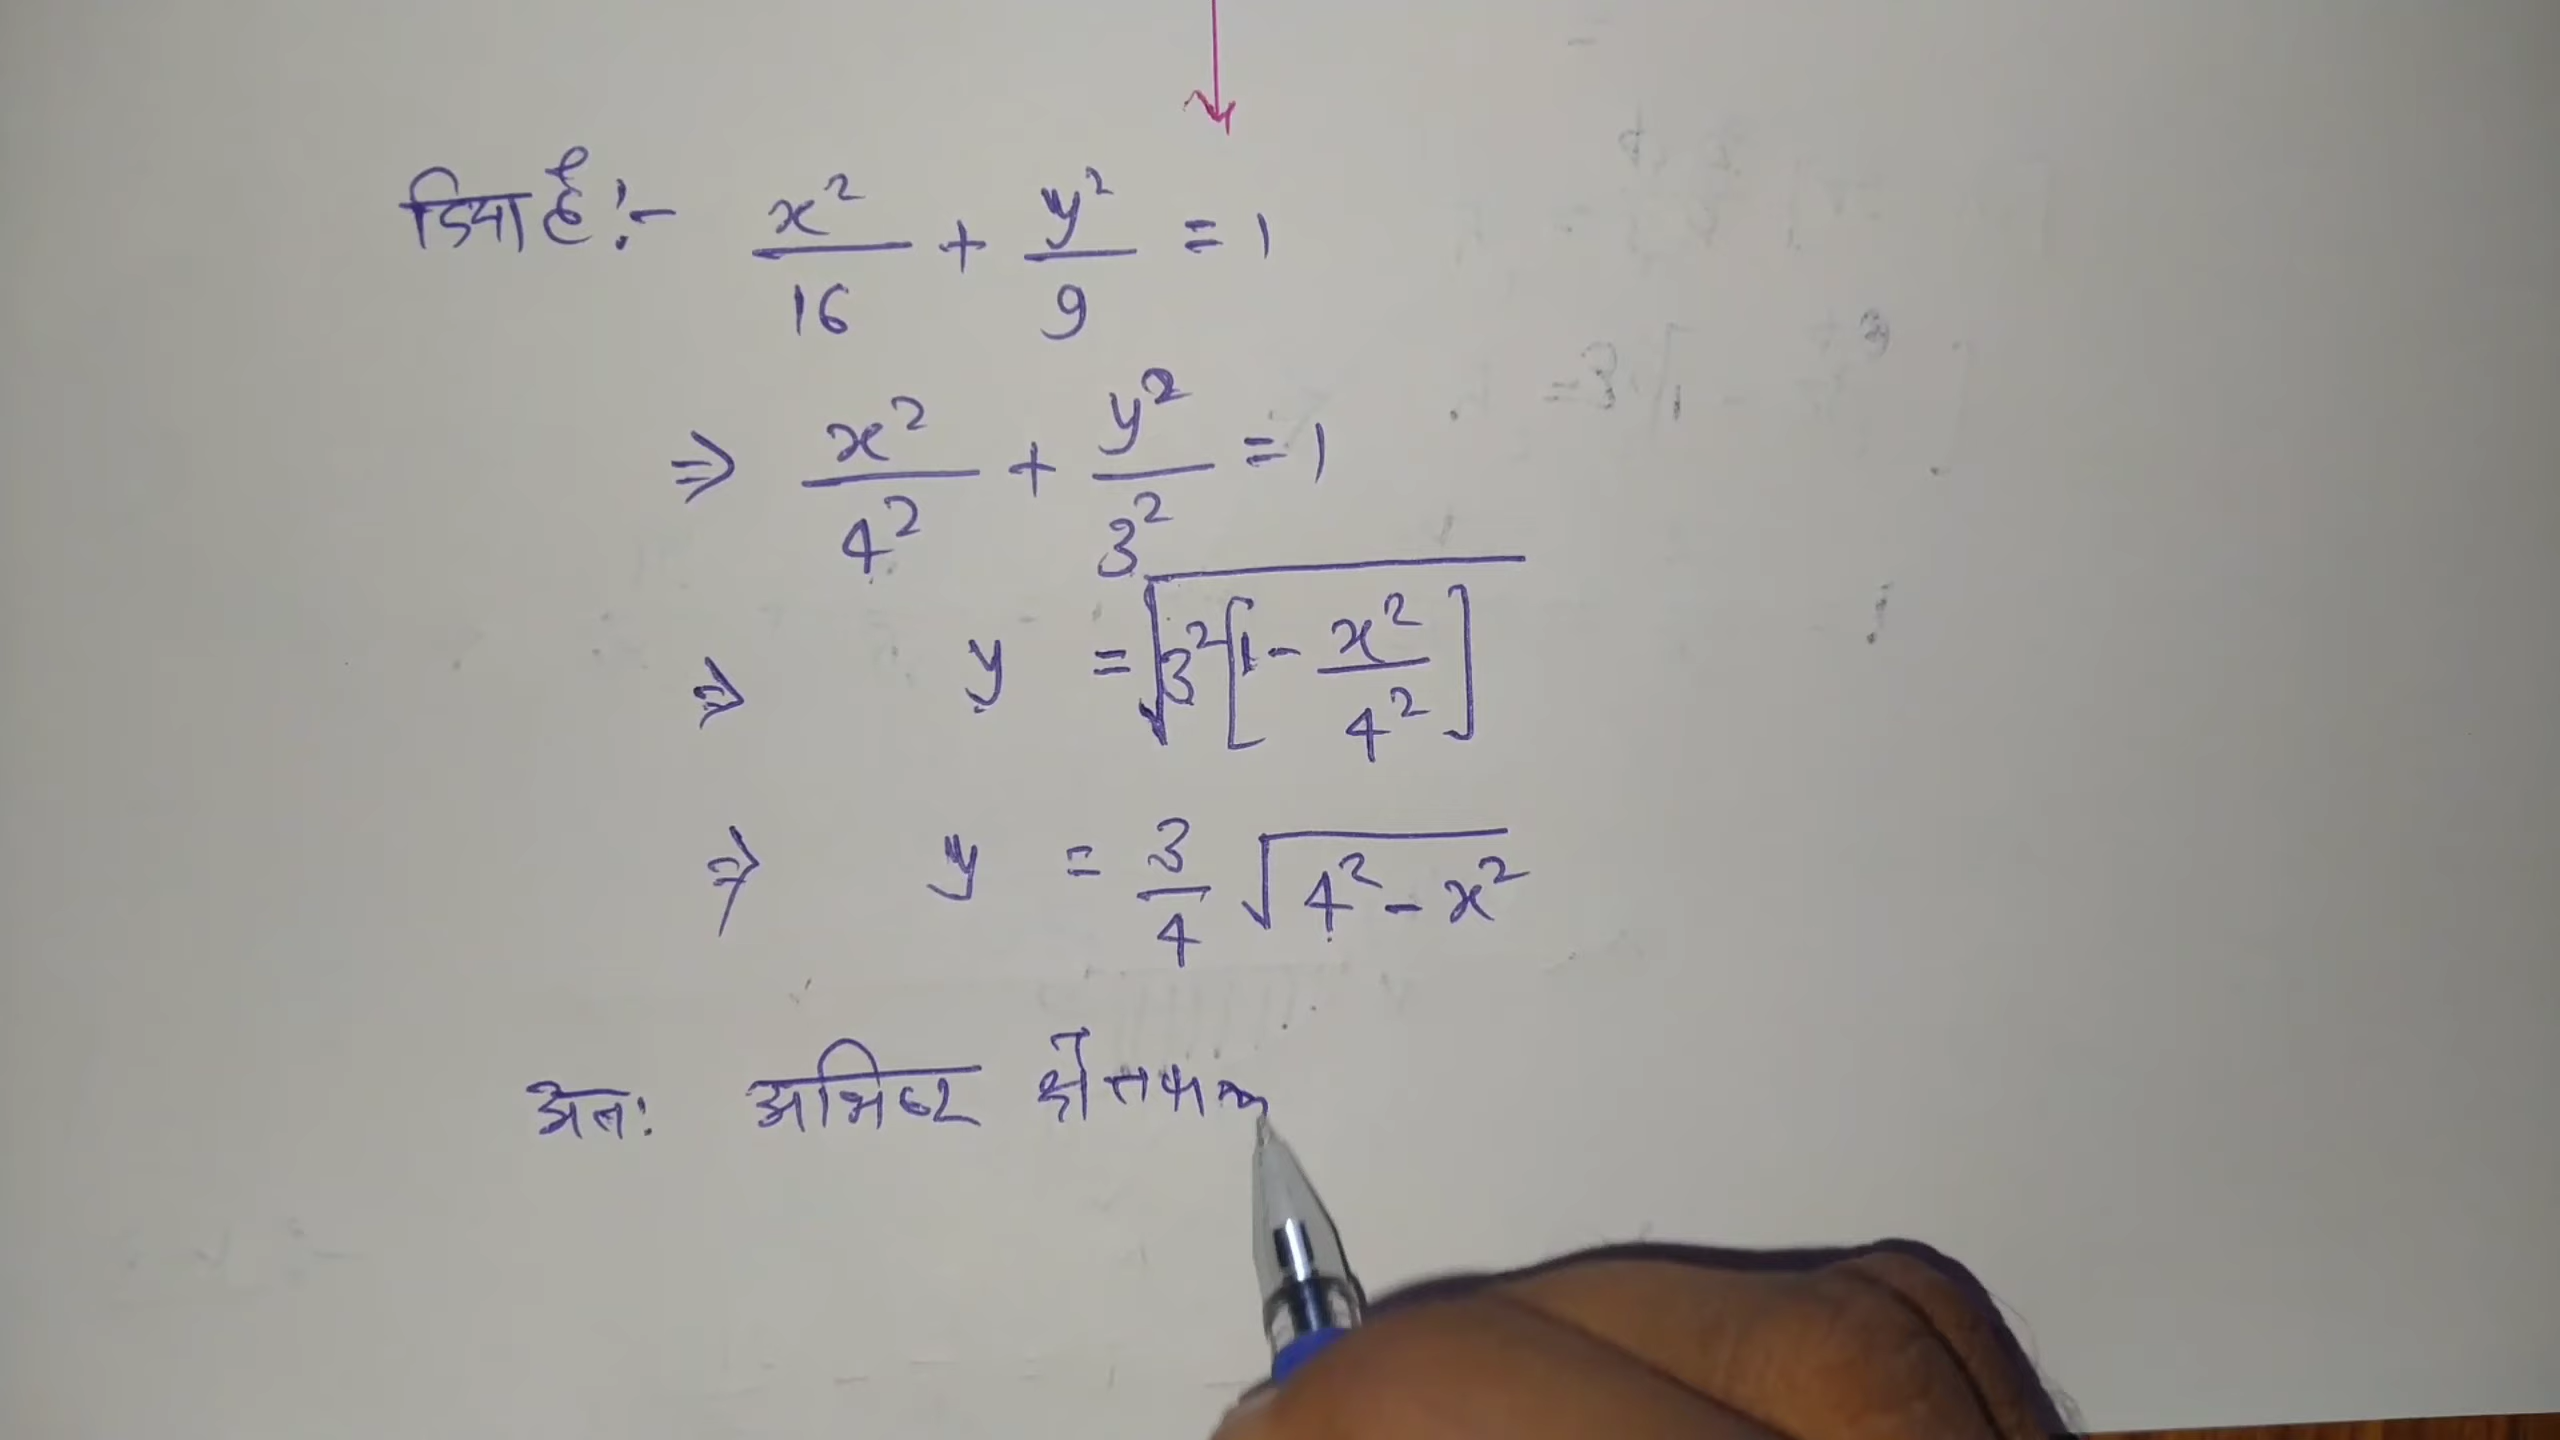 दिया है :- x²/16 + y²/9 = 1
⇒ x²/4² + y²/3² = 1
⇒ y = √(3²[1 - x²/4²])
⇒ y = 3/4 √(4² - x²)
अतः अभिष्ट क्षेत्रफल